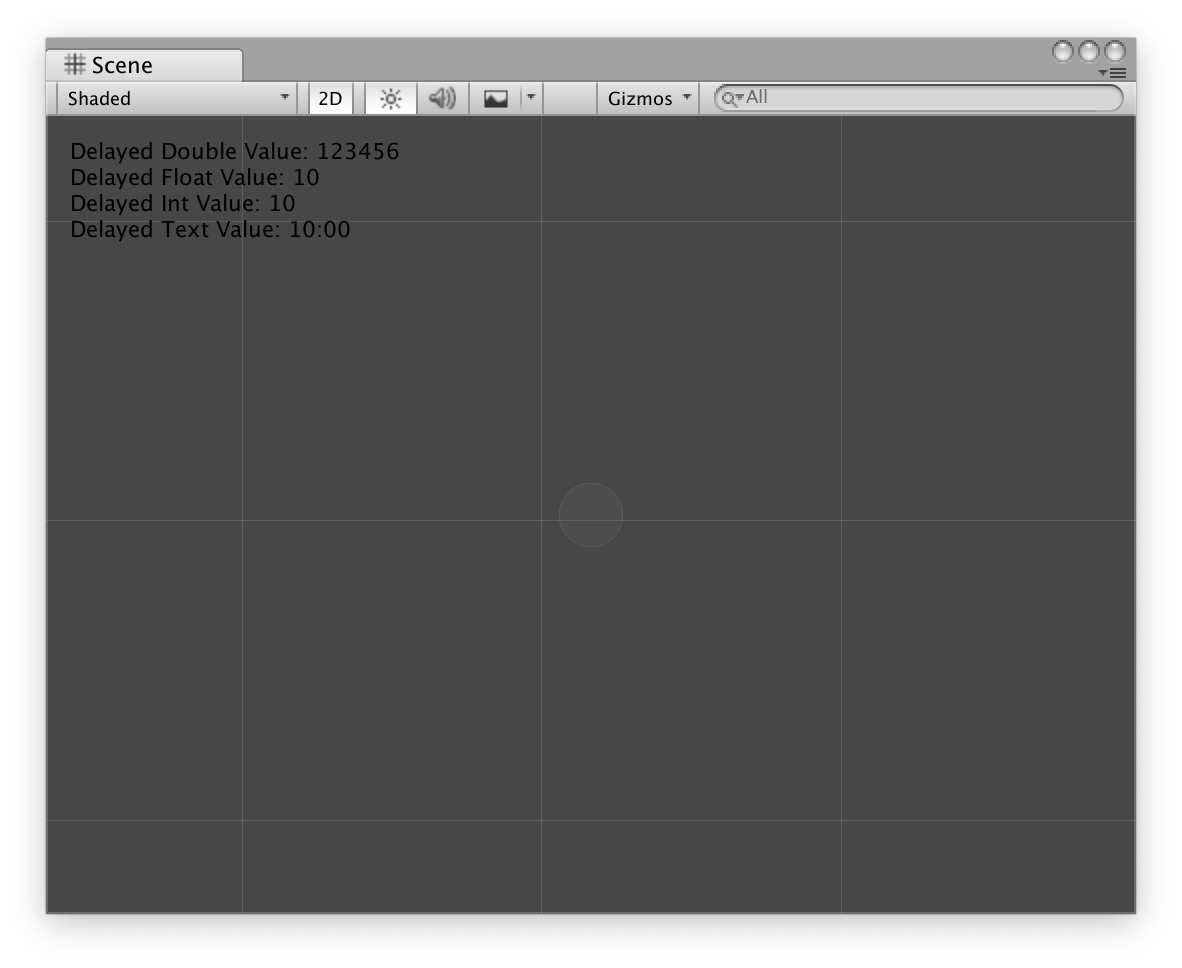 Scene
Shaded 2D Gizmos All
Delayed Double Value: 123456
Delayed Float Value: 10
Delayed Int Value: 10
Delayed Text Value: 10:00